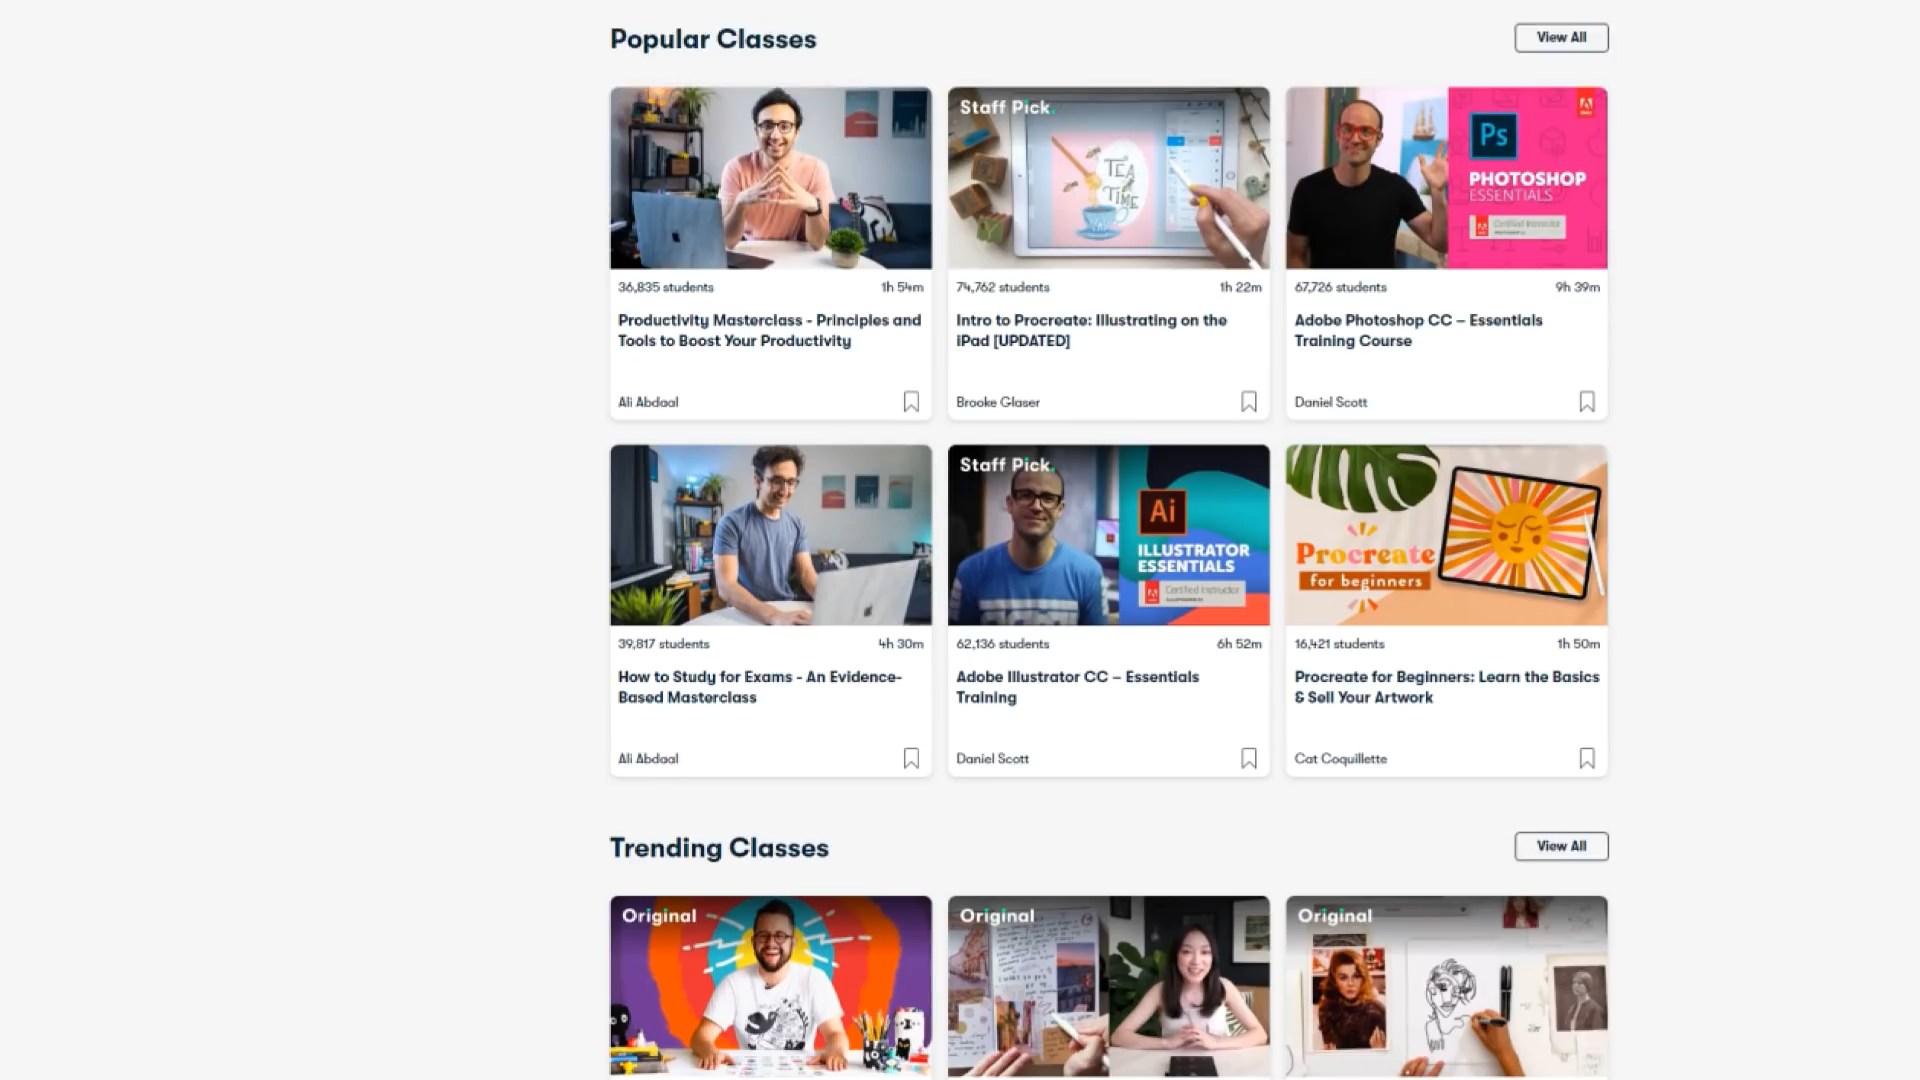 Popular Classes
View All
Staff Pick.
TEA
TIME
Ps
PHOTOSHOP
ESSENTIALS
Certified Instructor
36,835 students
1h 54m
74,762 students
1h 22m
67,726 students
9h 39m
Productivity Masterclass - Principles and
Tools to Boost Your Productivity
Intro to Procreate: Illustrating on the
iPad [UPDATED]
Adobe Photoshop CC – Essentials
Training Course
Ali Abdaal
Brooke Glaser
Daniel Scott
Staff Pick.
Ai
ILLUSTRATOR
ESSENTIALS
Certified Instructor
Procreate
for beginners
39,817 students
4h 30m
62,136 students
6h 52m
16,421 students
1h 50m
How to Study for Exams - An Evidence-
Based Masterclass
Adobe Illustrator CC – Essentials
Training
Procreate for Beginners: Learn the Basics
& Sell Your Artwork
Ali Abdaal
Daniel Scott
Cat Coquillette
Trending Classes
View All
Original
Original
Original